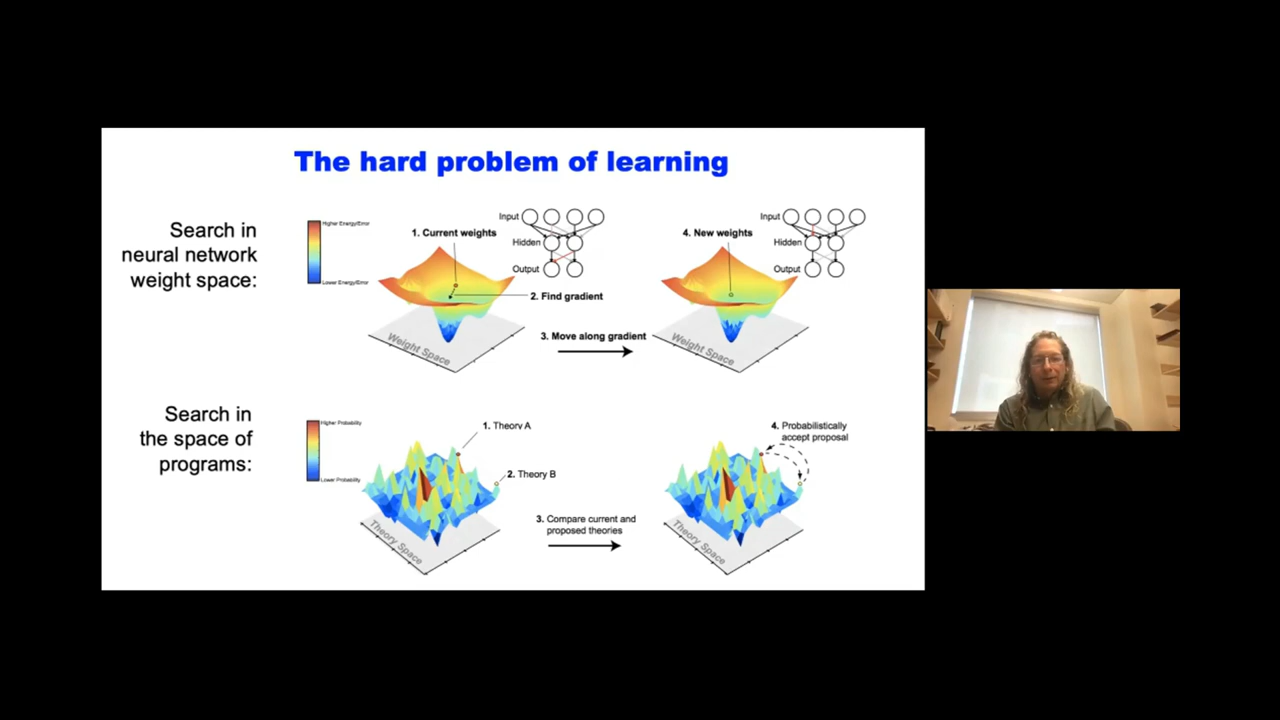 The hard problem of learning
Search in
neural network
weight space:
Higher Energy/Error
Lower Energy/Error
1. Current weights
Input
Hidden
Output
2. Find gradient
3. Move along gradient
Weight Space
4. New weights
Input
Hidden
Output
Weight Space
Search in
the space of
programs:
Higher Probability
Lower Probability
1. Theory A
2. Theory B
3. Compare current and
proposed theories
Theory Space
4. Probabilistically
accept proposal
Theory Space